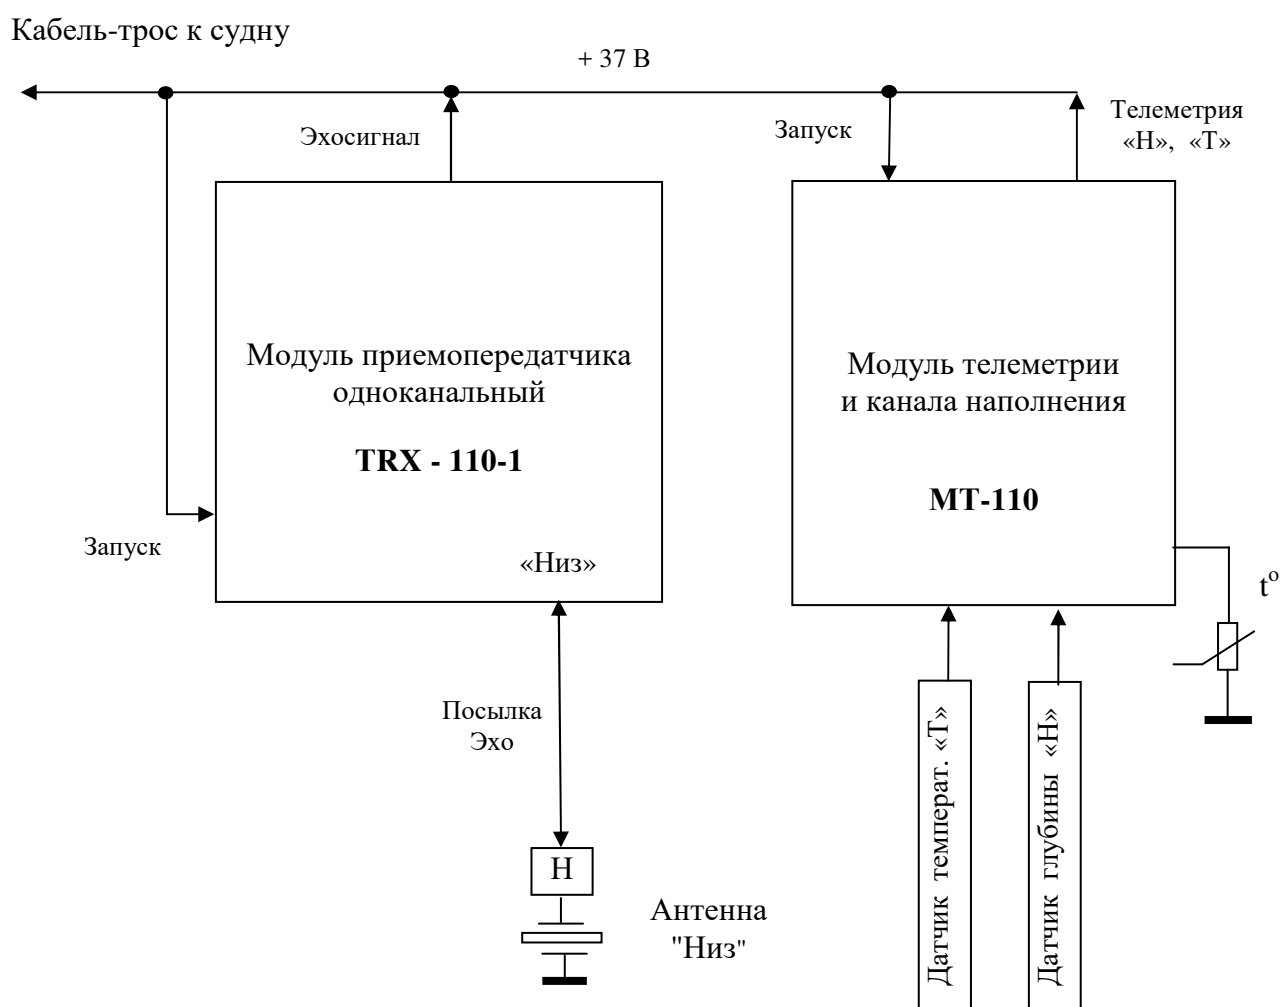 Кабель-трос к судну
+ 37 В
Эхосигнал
Запуск
Телеметрия
«Н», «Т»
Модуль приемопередатчика
одноканальный
TRX - 110-1
Модуль телеметрии
и канала наполнения
МТ-110
Запуск
«Низ»
t°
Посылка
Эхо
Н
Антенна
"Низ"
Датчик температ. «Т»
Датчик глубины «Н»